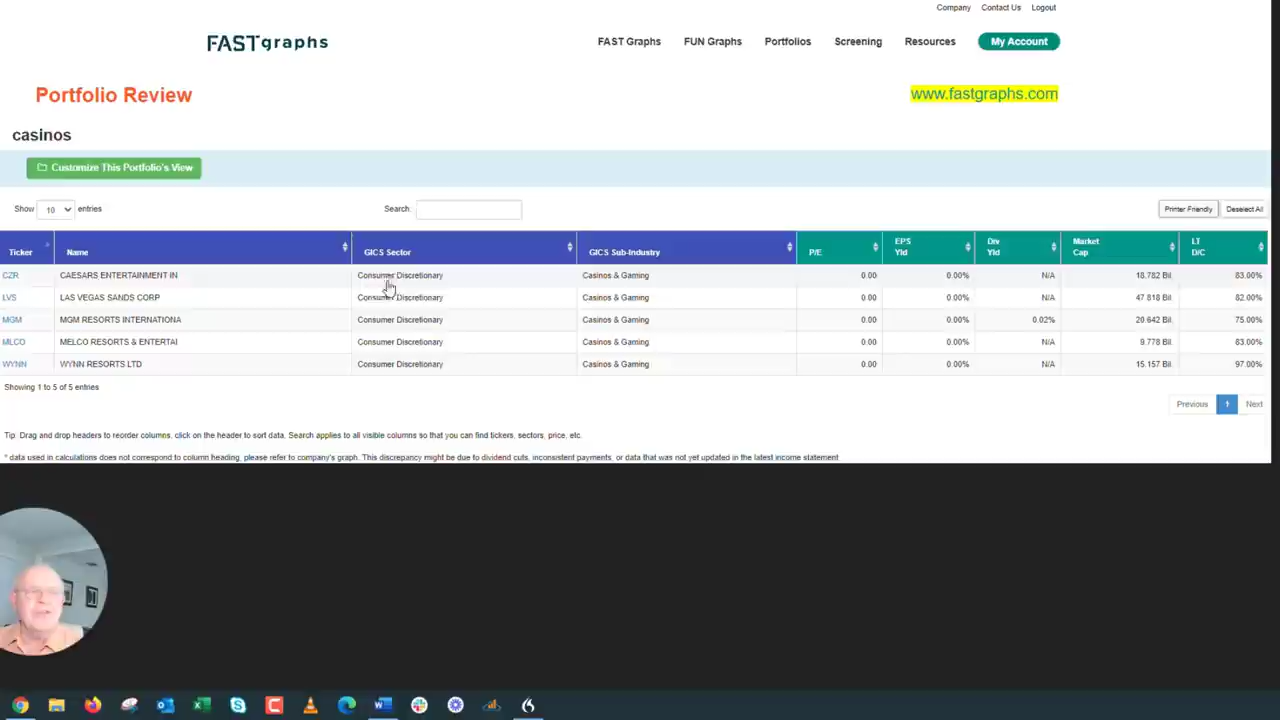 Company Contact Us Logout
FASTgraphs
FAST Graphs FUN Graphs Portfolios Screening Resources My Account
Portfolio Review
www.fastgraphs.com
casinos
Customize This Portfolio's View
Show 10 entries Search: Printer Friendly Deselect All
Ticker Name GICS Sector GICS Sub-Industry P/E EPS Yld Div Yld Market Cap LT D/C
CZR CAESARS ENTERTAINMENT IN Consumer Discretionary Casinos & Gaming 0.00 0.00% N/A 18.782 Bil. 83.00%
LVS LAS VEGAS SANDS CORP Consumer Discretionary Casinos & Gaming 0.00 0.00% N/A 47.818 Bil. 82.00%
MGM MGM RESORTS INTERNATIONA Consumer Discretionary Casinos & Gaming 0.00 0.00% 0.02% 20.642 Bil. 75.00%
MLCO MELCO RESORTS & ENTERTAI Consumer Discretionary Casinos & Gaming 0.00 0.00% N/A 9.778 Bil. 83.00%
WYNN WYNN RESORTS LTD Consumer Discretionary Casinos & Gaming 0.00 0.00% N/A 15.157 Bil. 97.00%
Showing 1 to 5 of 5 entries
Previous 1 Next
Tip: Drag and drop headers to reorder columns, click on the header to sort data. Search applies to all visible columns so that you can find tickers, sectors, price, etc.
* data used in calculations does not correspond to column heading, please refer to company's graph. This discrepancy might be due to dividend cuts, inconsistent payments, or data that was not yet updated in the latest income statement